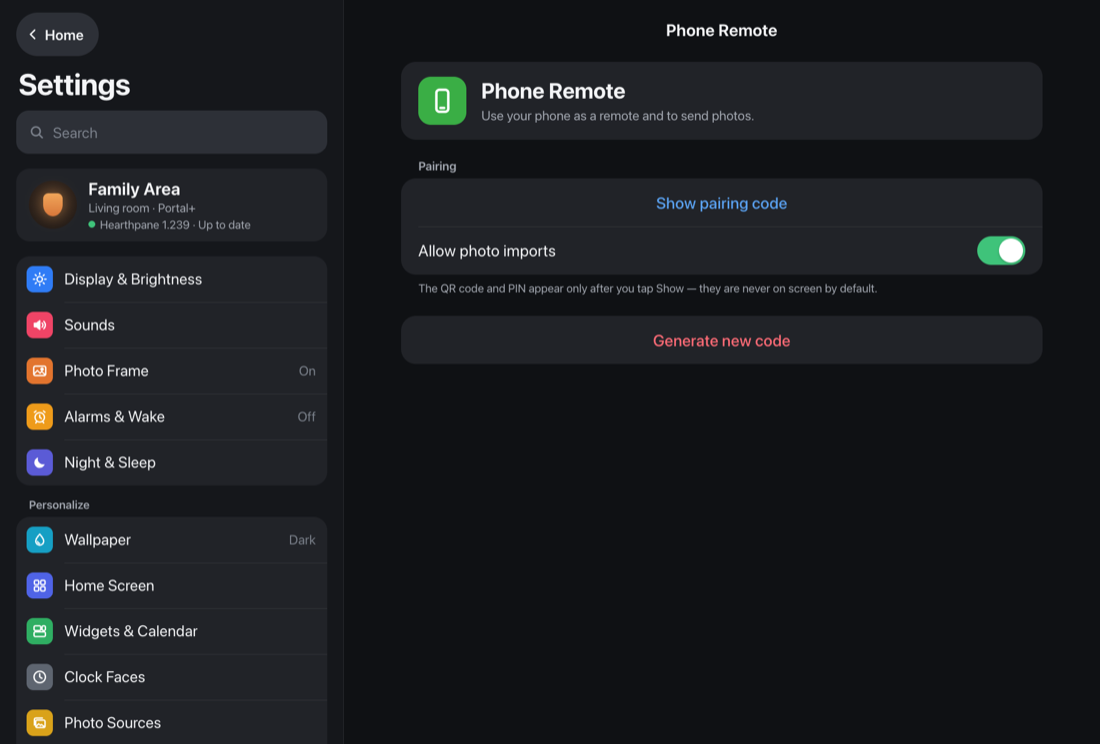 Home
Settings
Search
Family Area
Living room · Portal+
Hearthpane 1.239 · Up to date
Display & Brightness
Sounds
Photo Frame On
Alarms & Wake Off
Night & Sleep
Personalize
Wallpaper Dark
Home Screen
Widgets & Calendar
Clock Faces
Photo Sources
Phone Remote
Phone Remote
Use your phone as a remote and to send photos.
Pairing
Show pairing code
Allow photo imports
The QR code and PIN appear only after you tap Show — they are never on screen by default.
Generate new code